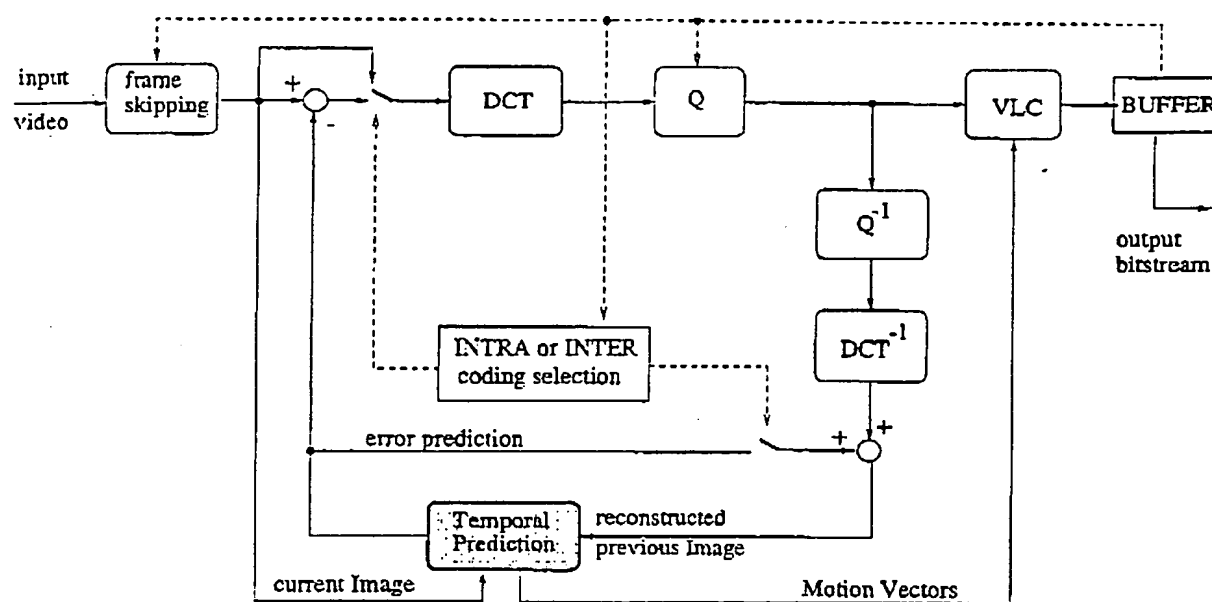 input
video
frame
skipping
+
-
DCT
Q
VLC
BUFFER
Q-1
output
bitstream
DCT-1
INTRA or INTER
coding selection
+
+
error prediction
Temporal
Prediction
reconstructed
previous Image
current Image
Motion Vectors